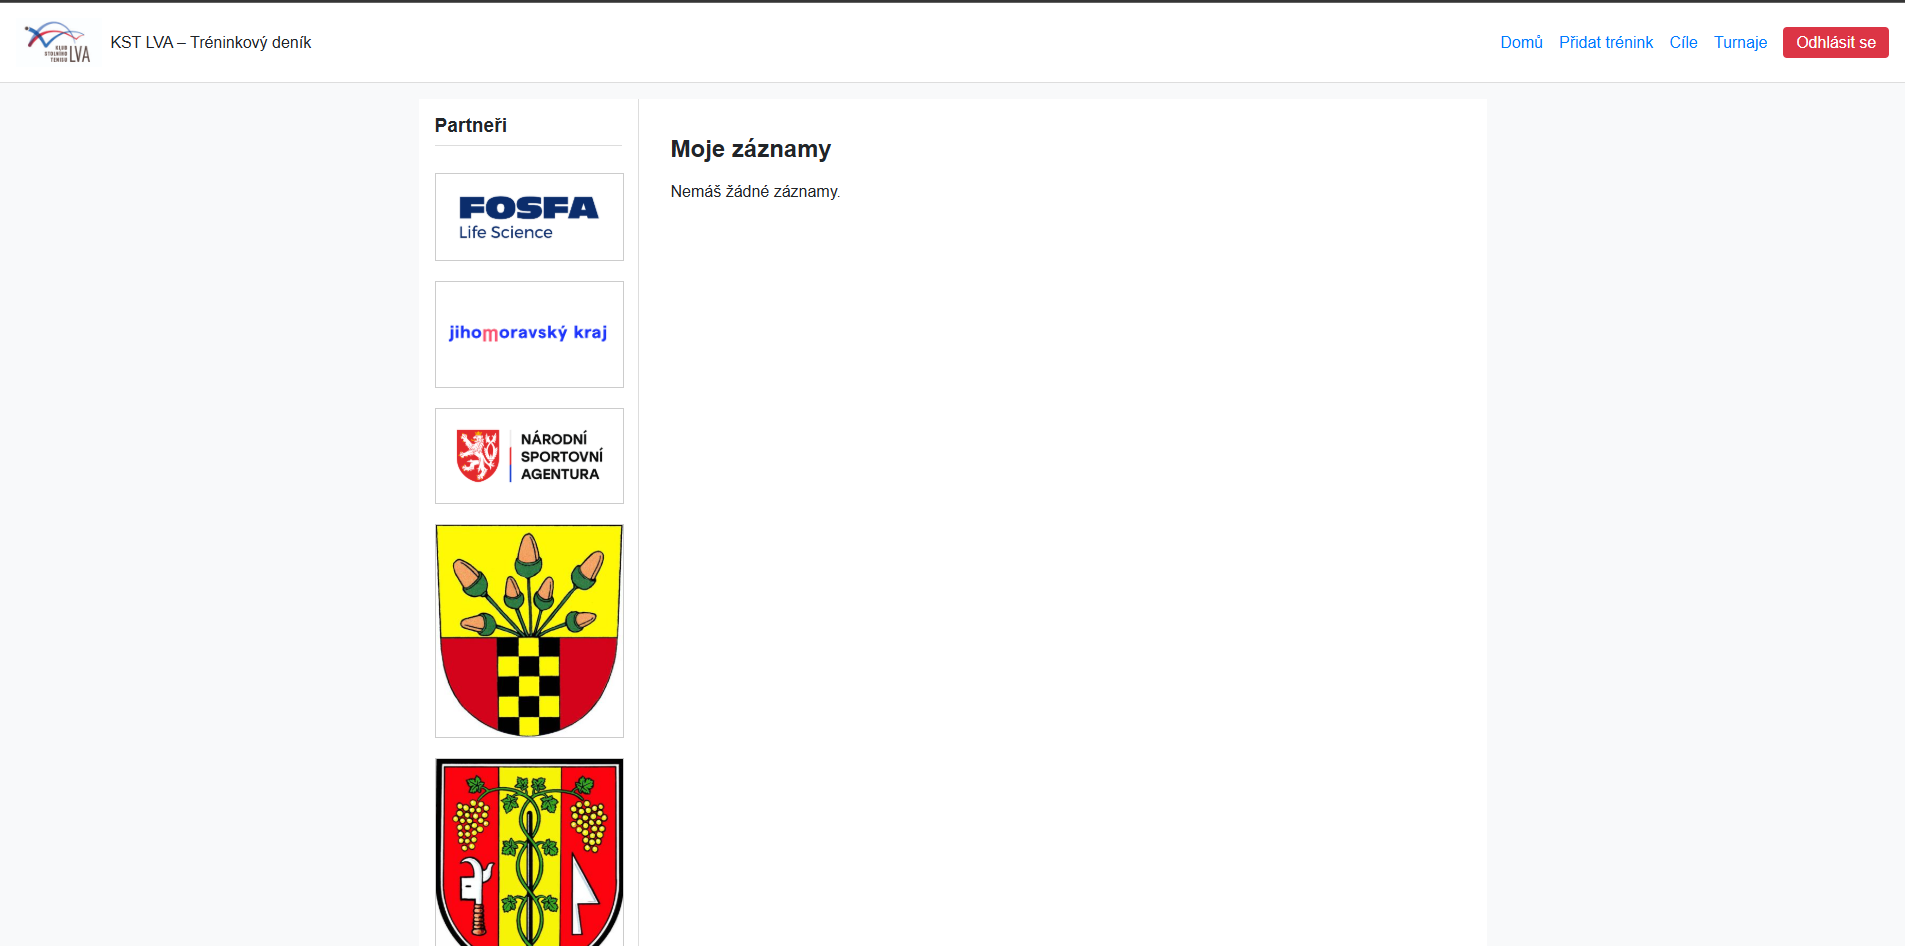 KLUB
STOLNÍHO
TENISU LVA
KST LVA – Tréninkový deník
Domů Přidat trénink Cíle Turnaje Odhlásit se
Partneři
FOSFA
Life Science
jihomoravský kraj
NÁRODNÍ
SPORTOVNÍ
AGENTURA
Moje záznamy
Nemáš žádné záznamy.